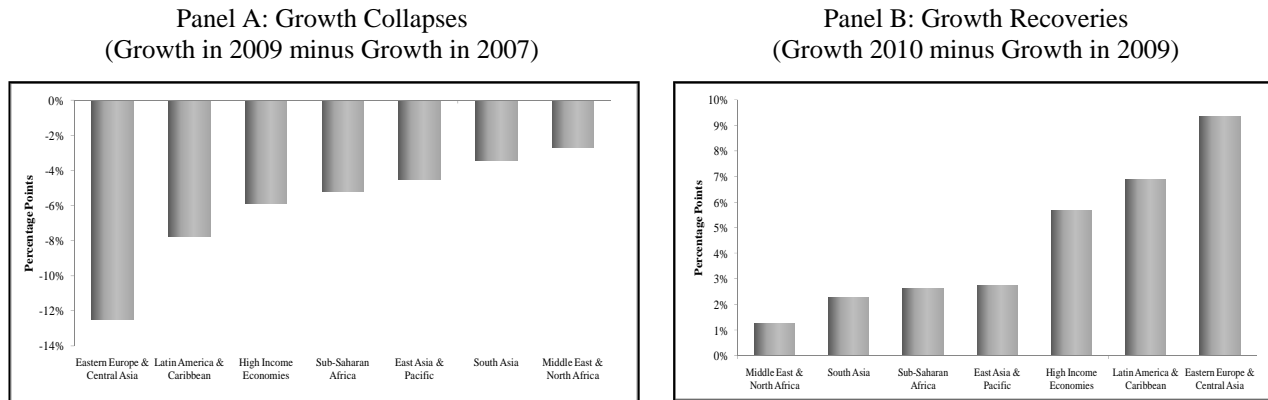 Panel A: Growth Collapses
(Growth in 2009 minus Growth in 2007)
0%
-2%
-4%
-6%
-8%
-10%
-12%
-14%
Percentage Points
Eastern Europe &
Central Asia
Latin America &
Caribbean
High Income
Economies
Sub-Saharan
Africa
East Asia &
Pacific
South Asia
Middle East &
North Africa
Panel B: Growth Recoveries
(Growth 2010 minus Growth in 2009)
10%
9%
8%
7%
6%
5%
4%
3%
2%
1%
0%
Percentage Points
Middle East &
North Africa
South Asia
Sub-Saharan
Africa
East Asia &
Pacific
High Income
Economies
Latin America &
Caribbean
Eastern Europe &
Central Asia